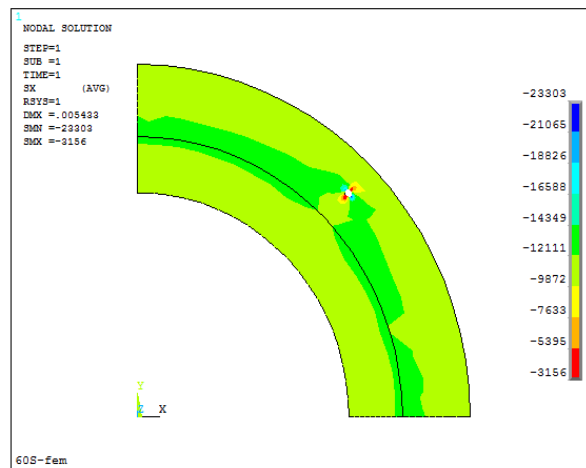 1
NODAL SOLUTION
STEP=1
SUB =1
TIME=1
SX (AVG)
RSYS=1
DMX =.005433
SMN =-23303
SMX =-3156
-23303
-21065
-18826
-16588
-14349
-12111
-9872
-7633
-5395
-3156
Y
Z X
60S-fem